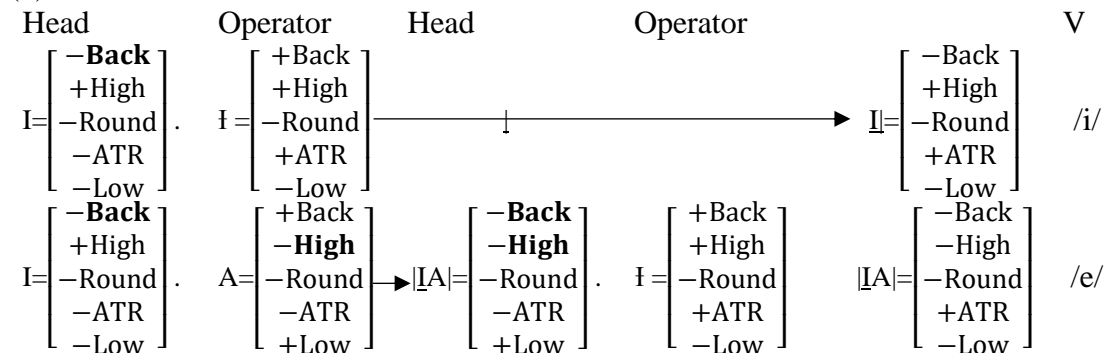 Head Operator Head Operator V
−Back +Back −Back
+High +High +High
I= −Round . Ɨ = −Round I|= −Round /i/
−ATR +ATR +ATR
−Low −Low −Low
−Back +Back −Back +Back −Back
+High −High −High +High −High
I= −Round . A= −Round |IA|= −Round . Ɨ = −Round |IA|= −Round /e/
−ATR −ATR −ATR +ATR +ATR
−Low +Low +Low −Low −Low